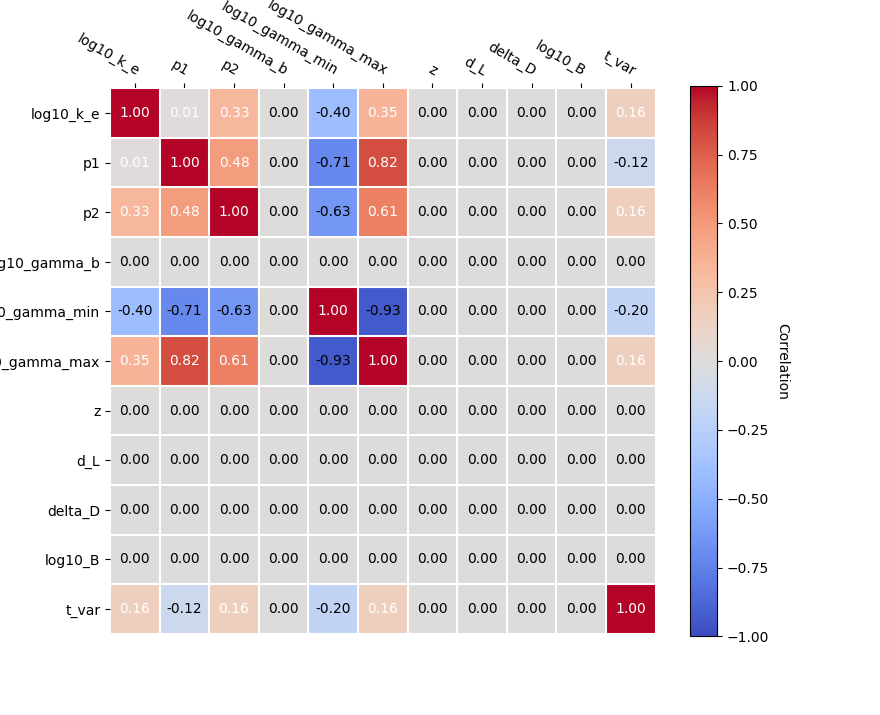 log10_k_e p1 p2 log10_gamma_b log10_gamma_min log10_gamma_max z d_L delta_D log10_B t_var
log10_k_e 1.00 0.01 0.33 0.00 -0.40 0.35 0.00 0.00 0.00 0.00 0.16
p1 0.01 1.00 0.48 0.00 -0.71 0.82 0.00 0.00 0.00 0.00 -0.12
p2 0.33 0.48 1.00 0.00 -0.63 0.61 0.00 0.00 0.00 0.00 0.16
g10_gamma_b 0.00 0.00 0.00 0.00 0.00 0.00 0.00 0.00 0.00 0.00 0.00
0_gamma_min -0.40 -0.71 -0.63 0.00 1.00 -0.93 0.00 0.00 0.00 0.00 -0.20
0_gamma_max 0.35 0.82 0.61 0.00 -0.93 1.00 0.00 0.00 0.00 0.00 0.16
z 0.00 0.00 0.00 0.00 0.00 0.00 0.00 0.00 0.00 0.00 0.00
d_L 0.00 0.00 0.00 0.00 0.00 0.00 0.00 0.00 0.00 0.00 0.00
delta_D 0.00 0.00 0.00 0.00 0.00 0.00 0.00 0.00 0.00 0.00 0.00
log10_B 0.00 0.00 0.00 0.00 0.00 0.00 0.00 0.00 0.00 0.00 0.00
t_var 0.16 -0.12 0.16 0.00 -0.20 0.16 0.00 0.00 0.00 0.00 1.00
1.00
0.75
0.50
0.25
0.00
−0.25
−0.50
−0.75
−1.00
Correlation